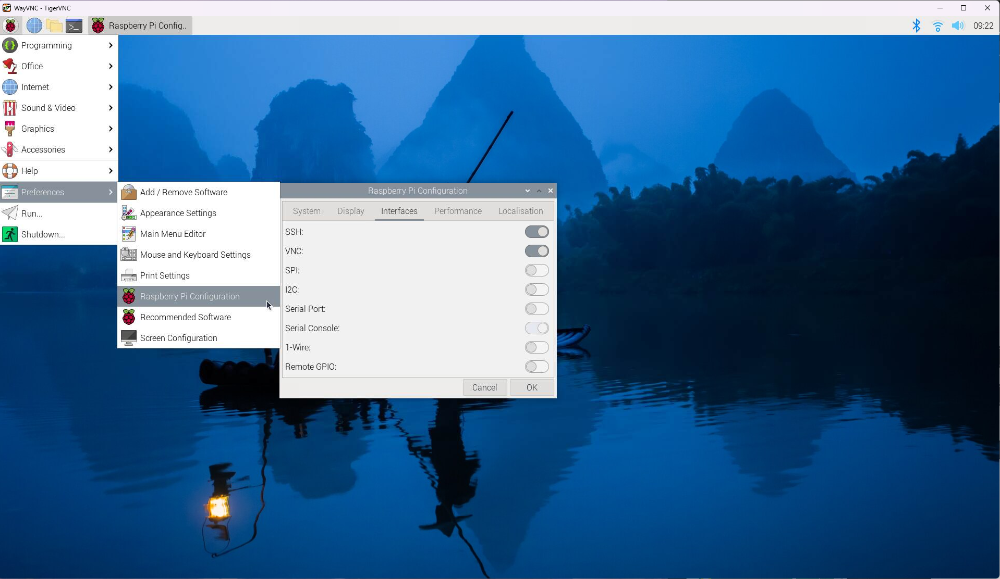 WayVNC - TigerVNC
Raspberry Pi Config..
09:22
Programming
Office
Internet
Sound & Video
Graphics
Accessories
Help
Preferences
Run...
Shutdown...
Add / Remove Software
Appearance Settings
Main Menu Editor
Mouse and Keyboard Settings
Print Settings
Raspberry Pi Configuration
Recommended Software
Screen Configuration
Raspberry Pi Configuration
System Display Interfaces Performance Localisation
SSH:
VNC:
SPI:
I2C:
Serial Port:
Serial Console:
1-Wire:
Remote GPIO:
Cancel OK